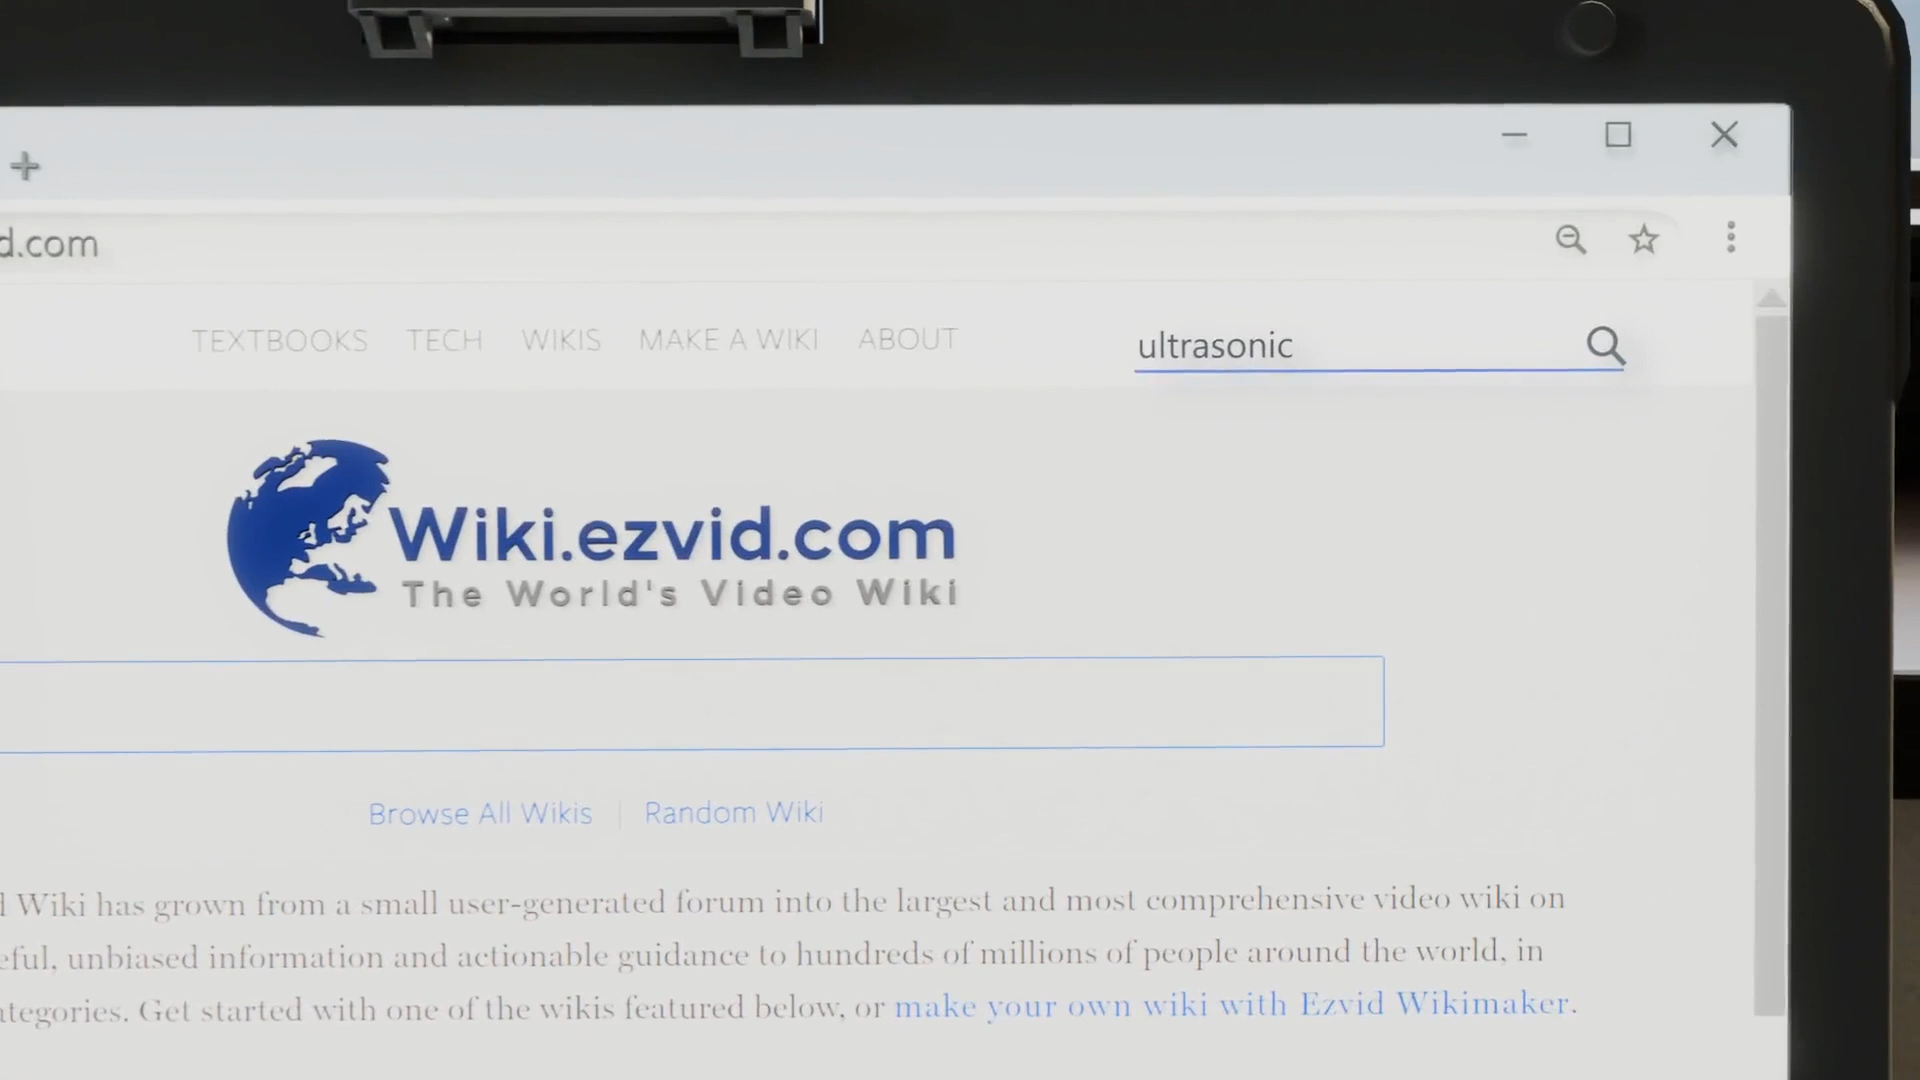 d.com
TEXTBOOKS TECH WIKIS MAKE A WIKI ABOUT
ultrasonic
Wiki.ezvid.com
The World's Video Wiki
Browse All Wikis | Random Wiki
Wiki has grown from a small user-generated forum into the largest and most comprehensive video wiki on
eful, unbiased information and actionable guidance to hundreds of millions of people around the world, in
ategories. Get started with one of the wikis featured below, or make your own wiki with Ezvid Wikimaker.